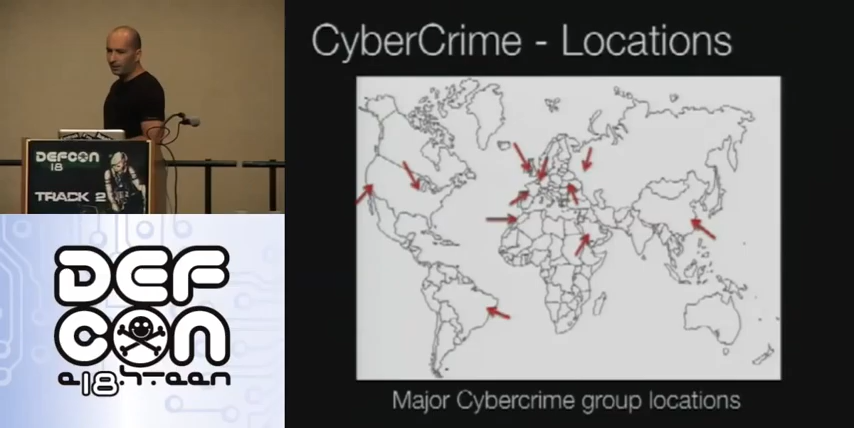 CyberCrime - Locations
DEFCON
18
TRACK 2
DEF
CON
e18hteen
Major Cybercrime group locations